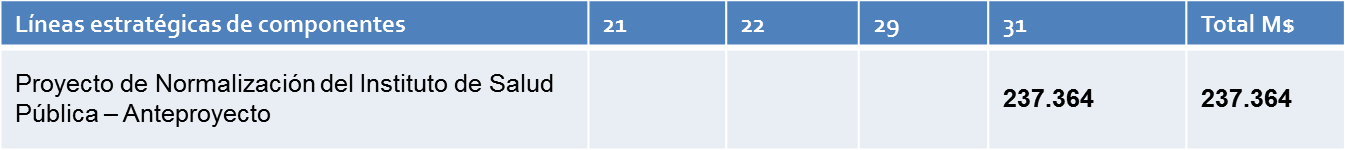 Líneas estratégicas de componentes 21 22 29 31 Total M$
Proyecto de Normalización del Instituto de Salud
Pública – Anteproyecto
237.364 237.364